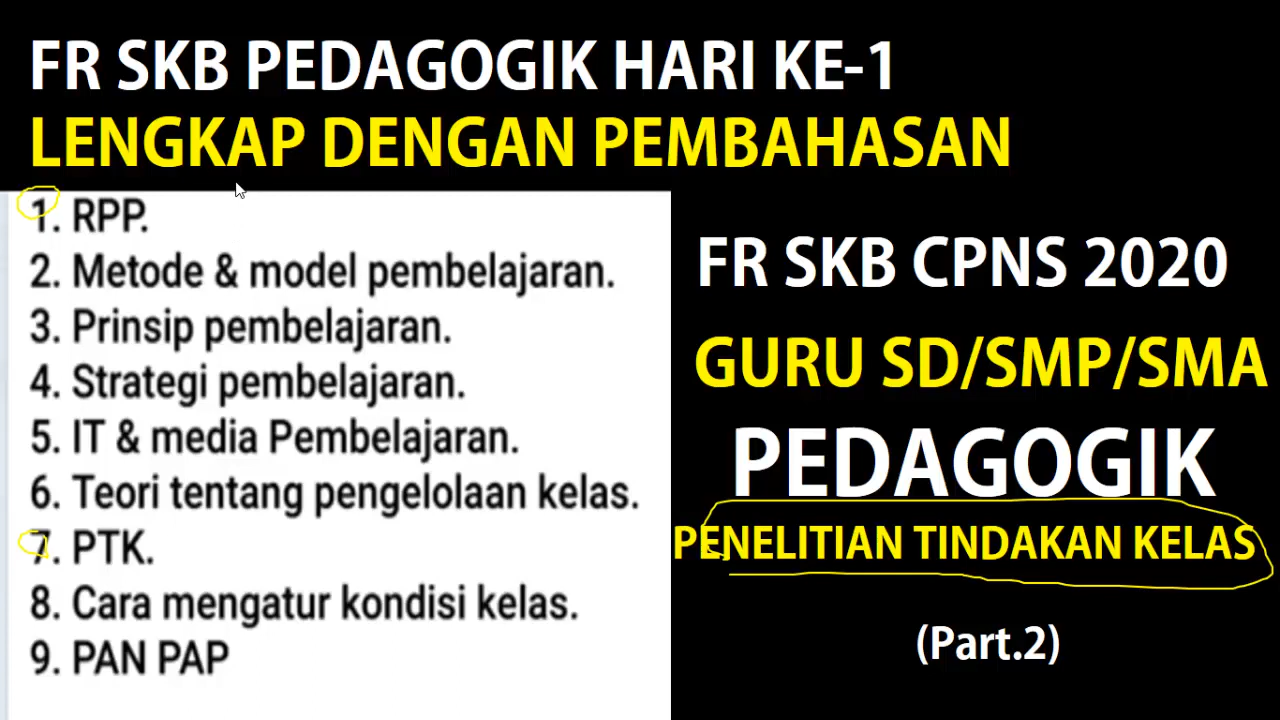 FR SKB PEDAGOGIK HARI KE-1
LENGKAP DENGAN PEMBAHASAN
1. RPP.
2. Metode & model pembelajaran.
3. Prinsip pembelajaran.
4. Strategi pembelajaran.
5. IT & media Pembelajaran.
6. Teori tentang pengelolaan kelas.
7. PTK.
8. Cara mengatur kondisi kelas.
9. PAN PAP
FR SKB CPNS 2020
GURU SD/SMP/SMA
PEDAGOGIK
PENELITIAN TINDAKAN KELAS
(Part.2)